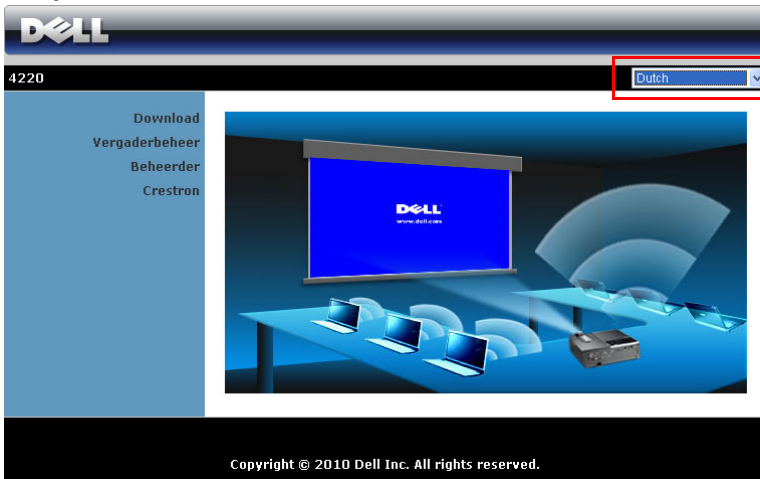 DELL
4220
Dutch
Download
Vergaderbeheer
Beheerder
Crestron
DELL
www.dell.com
Copyright © 2010 Dell Inc. All rights reserved.